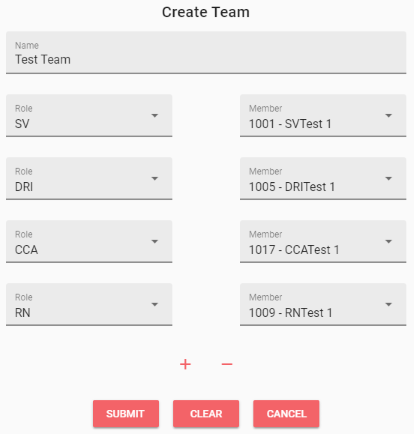 Create Team
Name
Test Team
Role
Member
SV
1001 - SVTest 1
Role
Member
DRI
1005 - DRITest 1
Role
Member
CCA
1017 - CCATest 1
Role
Member
RN
1009 - RNTest 1
+ −
SUBMIT CLEAR CANCEL